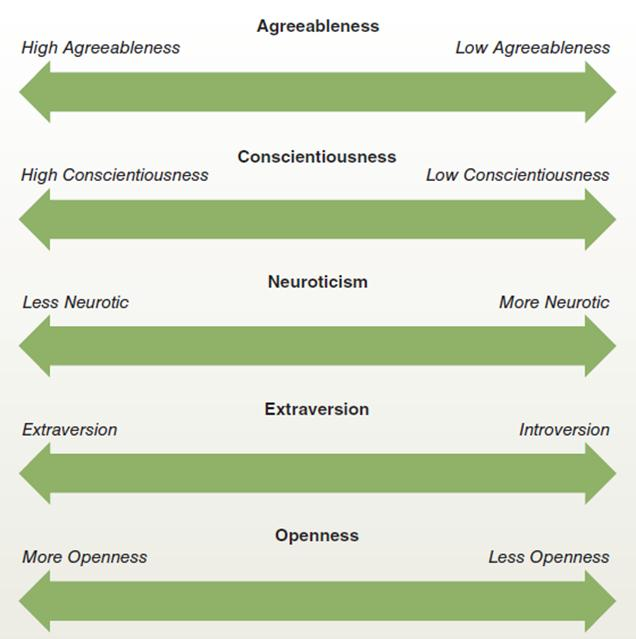 Agreeableness
High Agreeableness Low Agreeableness
Conscientiousness
High Conscientiousness Low Conscientiousness
Neuroticism
Less Neurotic More Neurotic
Extraversion
Extraversion Introversion
Openness
More Openness Less Openness